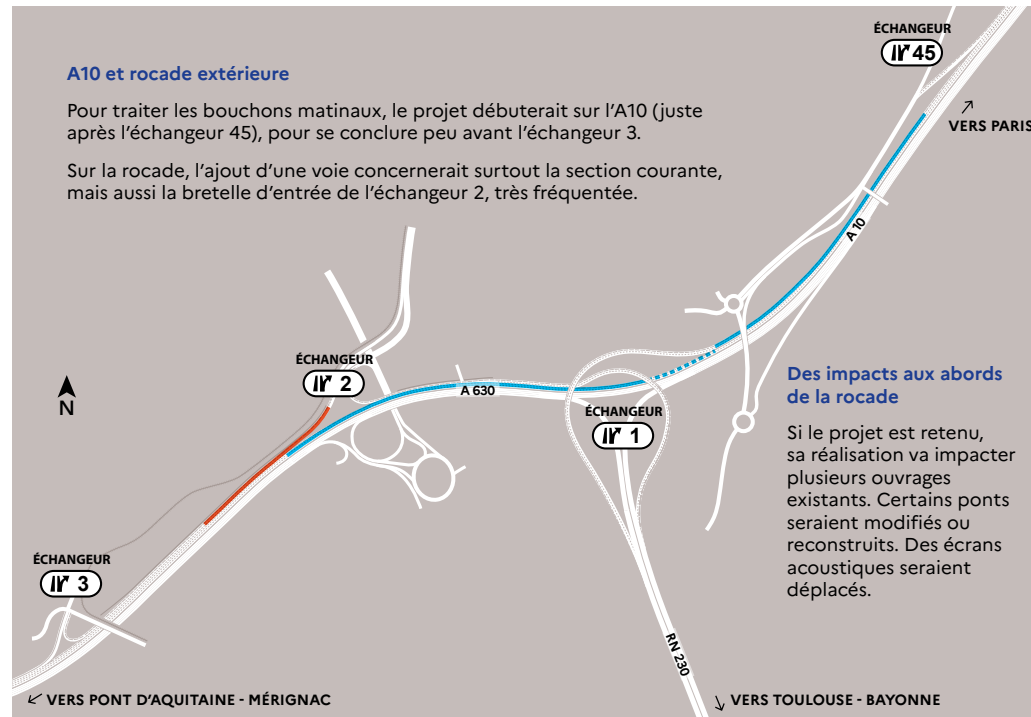 A10 et rocade extérieure
Pour traiter les bouchons matinaux, le projet débuterait sur l'A10 (juste
après l'échangeur 45), pour se conclure peu avant l'échangeur 3.
Sur la rocade, l'ajout d'une voie concernerait surtout la section courante,
mais aussi la bretelle d'entrée de l'échangeur 2, très fréquentée.
ÉCHANGEUR
45
VERS PARIS
A 10
ÉCHANGEUR
2
A 630
N
ÉCHANGEUR
1
Des impacts aux abords
de la rocade
Si le projet est retenu,
sa réalisation va impacter
plusieurs ouvrages
existants. Certains ponts
seraient modifiés ou
reconstruits. Des écrans
acoustiques seraient
déplacés.
ÉCHANGEUR
3
RN 230
VERS PONT D'AQUITAINE - MÉRIGNAC
VERS TOULOUSE - BAYONNE